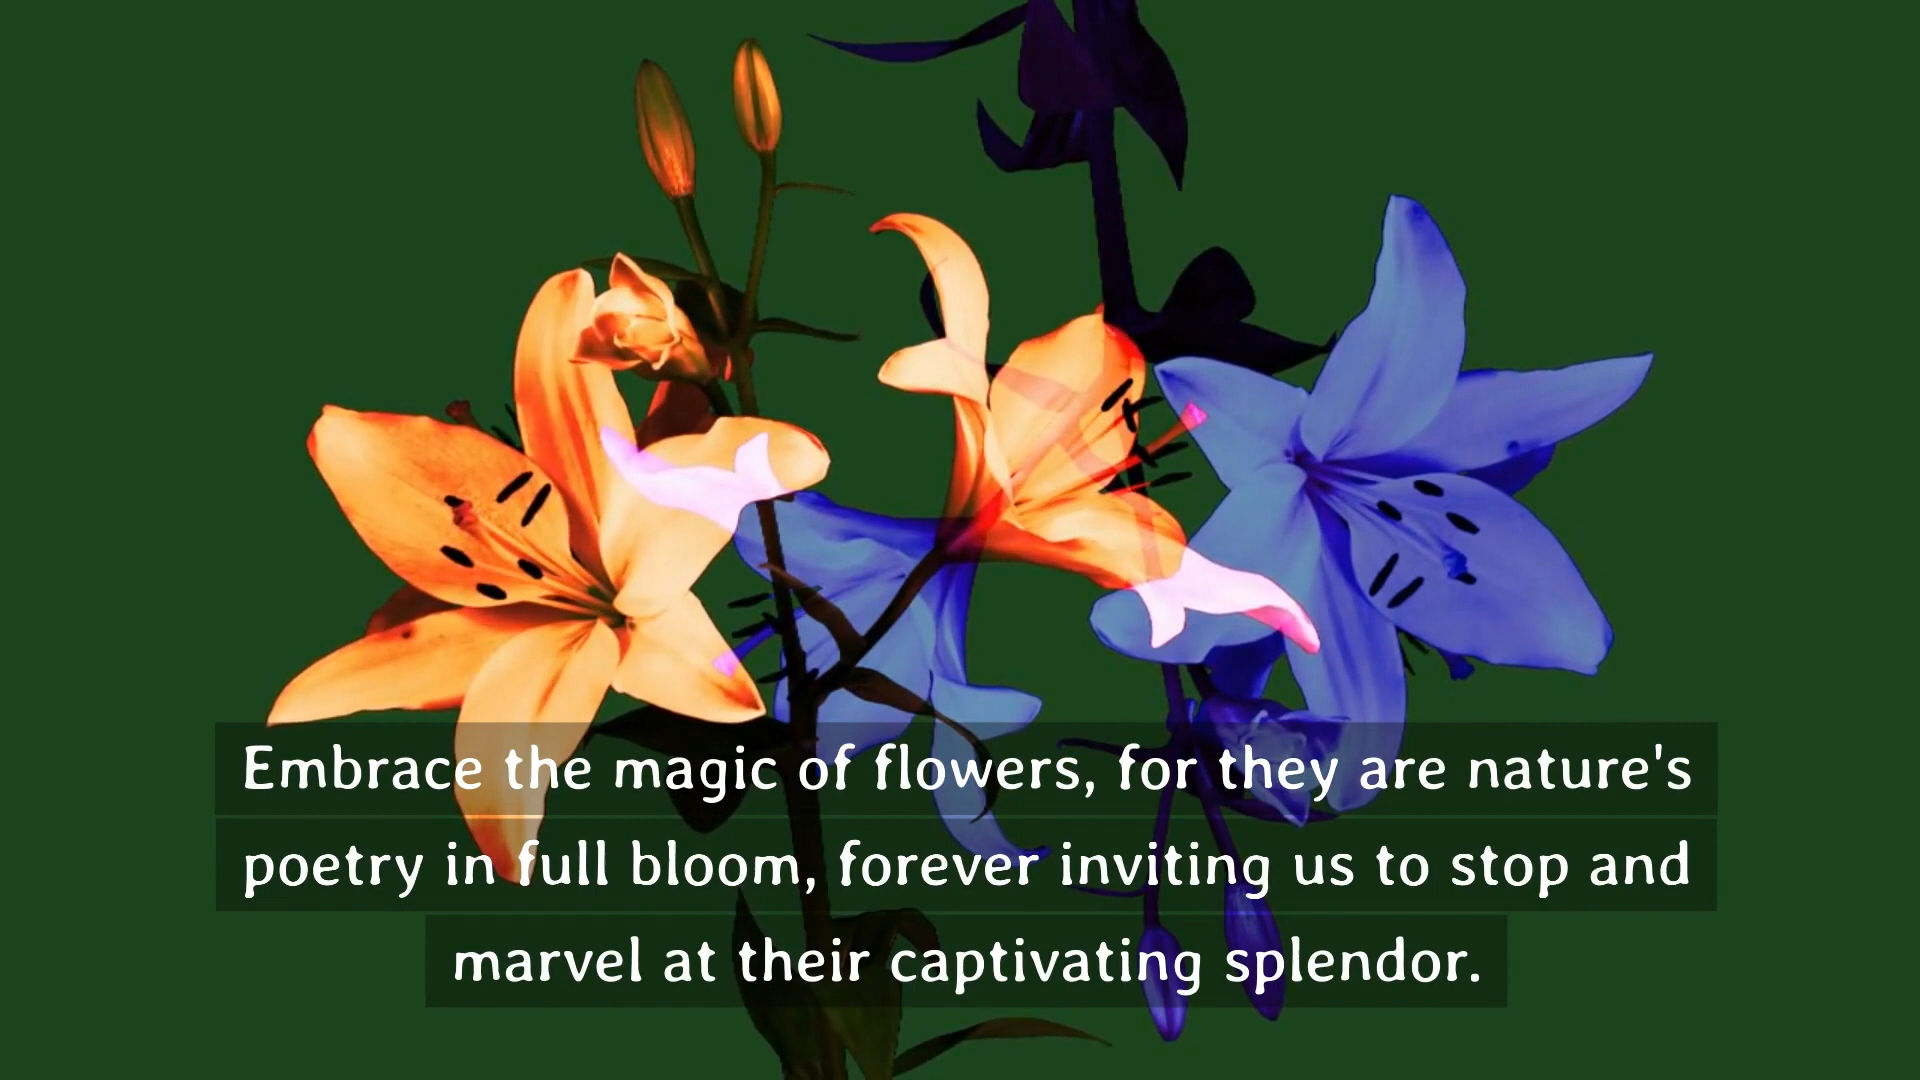 Embrace the magic of flowers, for they are nature's
poetry in full bloom, forever inviting us to stop and
marvel at their captivating splendor.